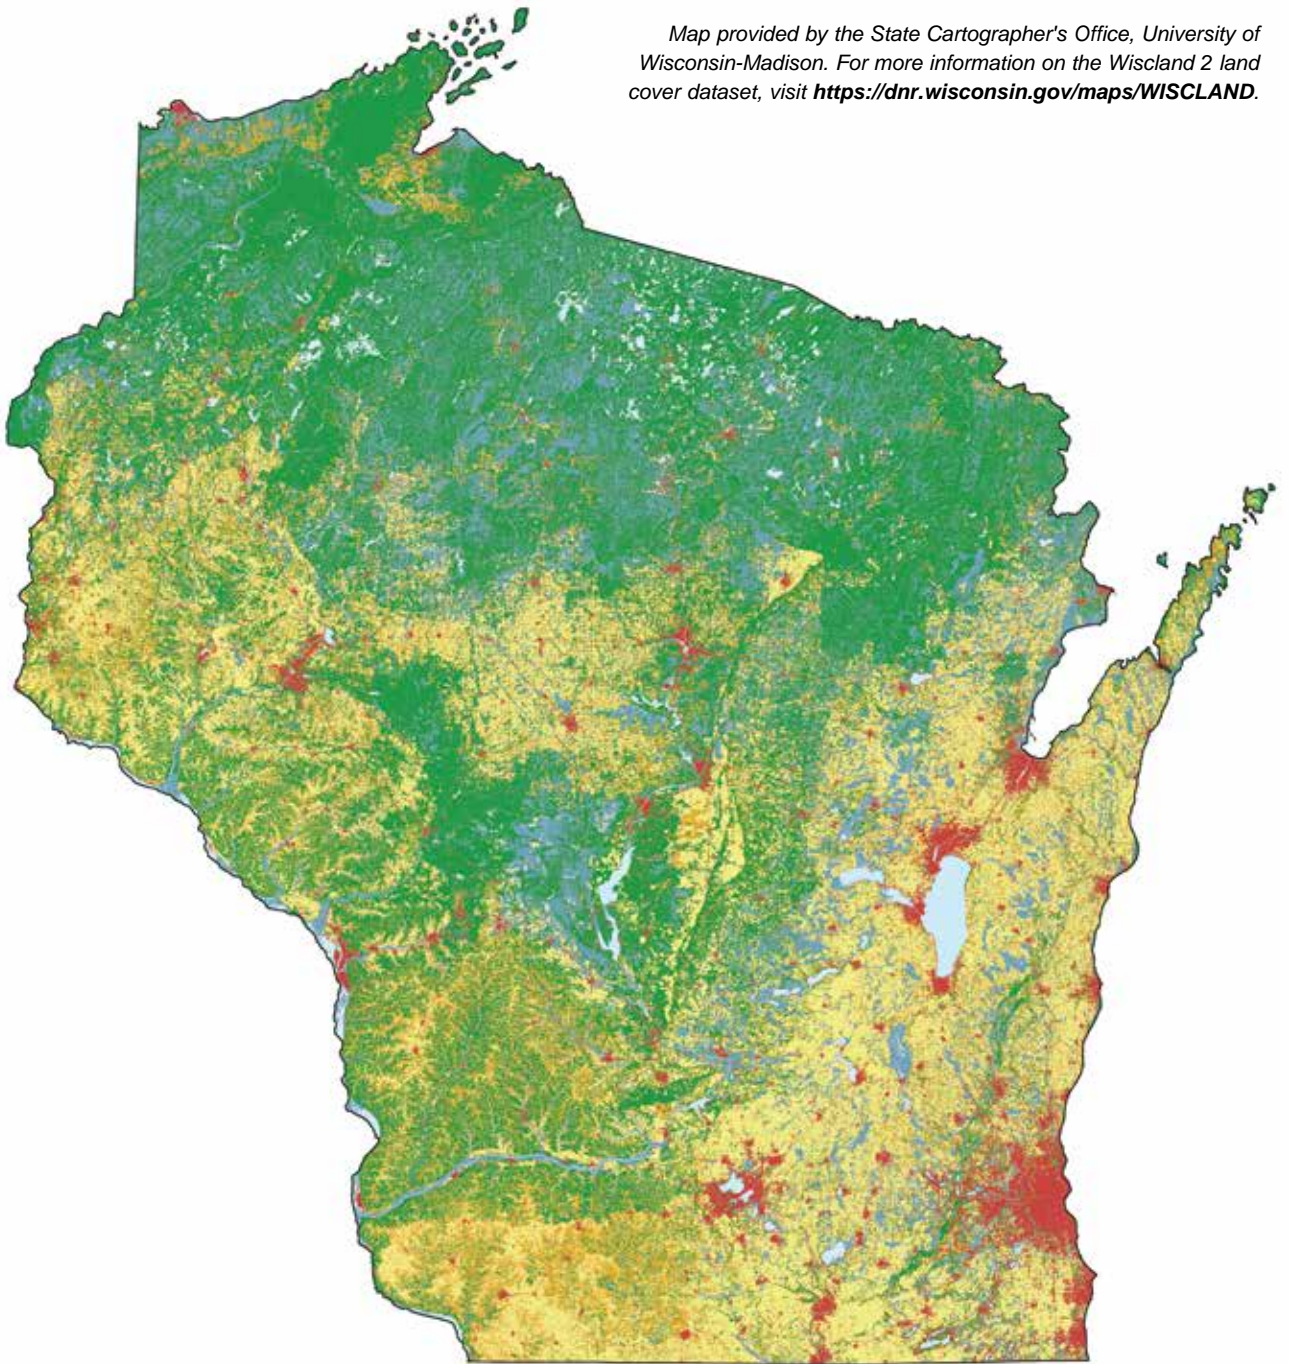 Map provided by the State Cartographer's Office, University of
Wisconsin-Madison. For more information on the Wiscland 2 land
cover dataset, visit https://dnr.wisconsin.gov/maps/WISCLAND.